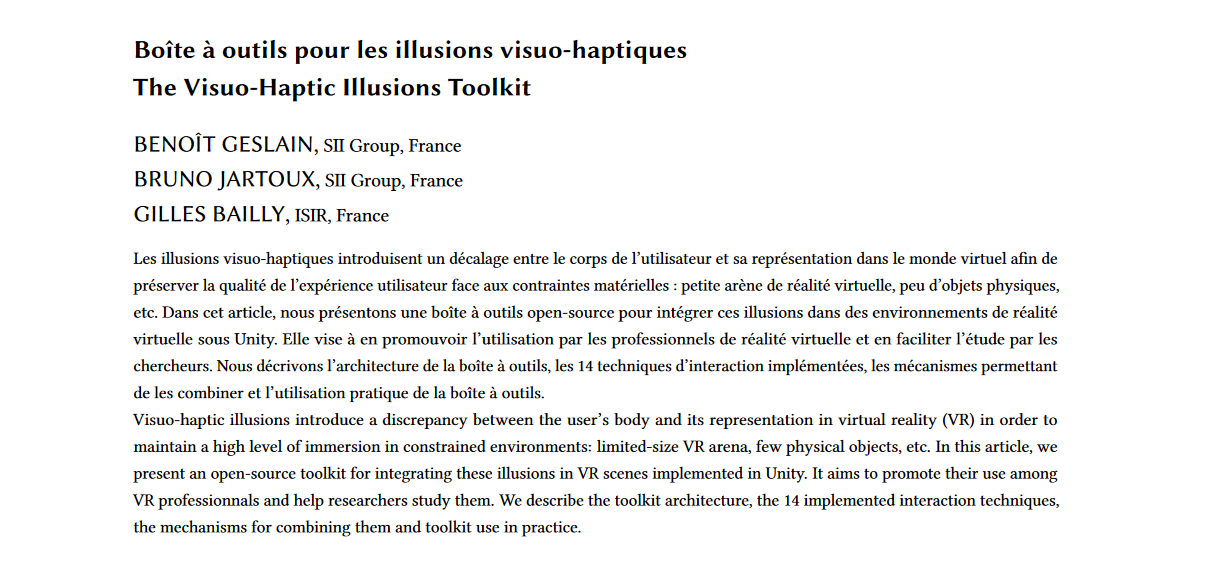 Boîte à outils pour les illusions visuo-haptiques
The Visuo-Haptic Illusions Toolkit
BENOÎT GESLAIN, SII Group, France
BRUNO JARTOUX, SII Group, France
GILLES BAILLY, ISIR, France
Les illusions visuo-haptiques introduisent un décalage entre le corps de l’utilisateur et sa représentation dans le monde virtuel afin de
préserver la qualité de l’expérience utilisateur face aux contraintes matérielles : petite arène de réalité virtuelle, peu d’objets physiques,
etc. Dans cet article, nous présentons une boîte à outils open-source pour intégrer ces illusions dans des environnements de réalité
virtuelle sous Unity. Elle vise à en promouvoir l’utilisation par les professionnels de réalité virtuelle et en faciliter l’étude par les
chercheurs. Nous décrivons l’architecture de la boîte à outils, les 14 techniques d’interaction implémentées, les mécanismes permettant
de les combiner et l’utilisation pratique de la boîte à outils.
Visuo-haptic illusions introduce a discrepancy between the user’s body and its representation in virtual reality (VR) in order to
maintain a high level of immersion in constrained environments: limited-size VR arena, few physical objects, etc. In this article, we
present an open-source toolkit for integrating these illusions in VR scenes implemented in Unity. It aims to promote their use among
VR professionnals and help researchers study them. We describe the toolkit architecture, the 14 implemented interaction techniques,
the mechanisms for combining them and toolkit use in practice.